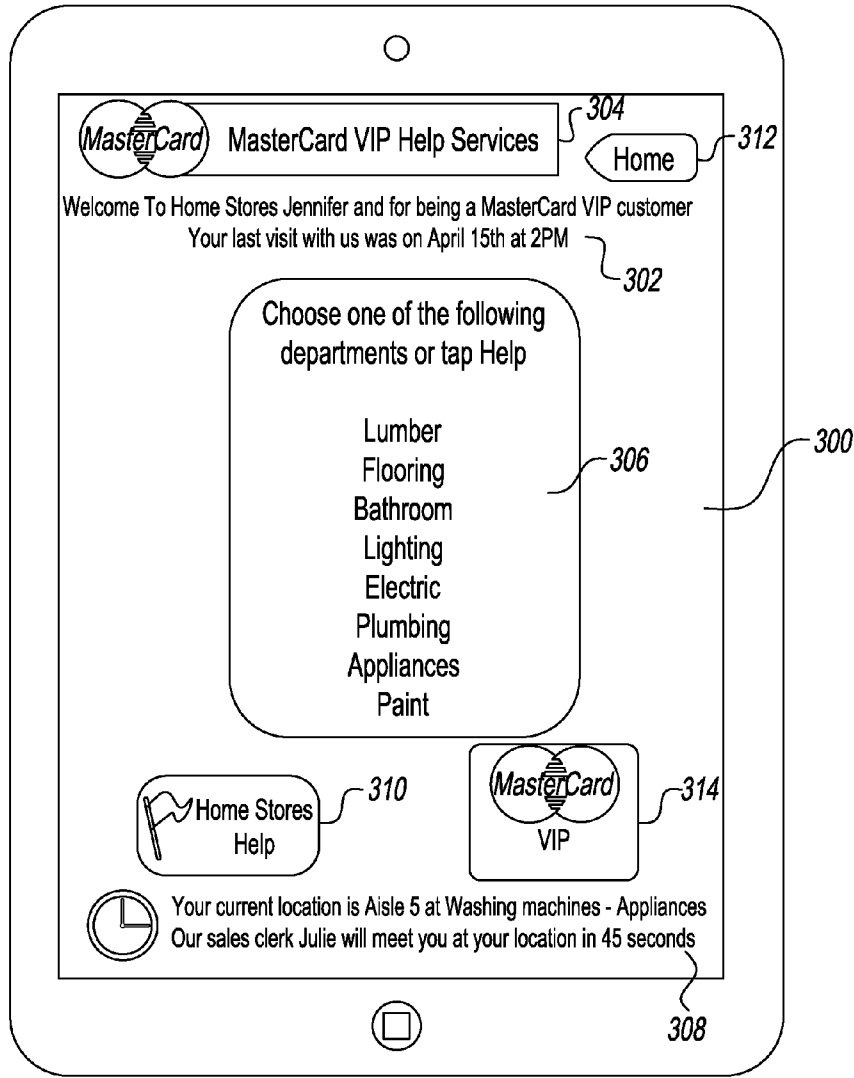 MasterCard MasterCard VIP Help Services
304
Home
312
Welcome To Home Stores Jennifer and for being a MasterCard VIP customer
Your last visit with us was on April 15th at 2PM
302
Choose one of the following
departments or tap Help
Lumber
Flooring
Bathroom
Lighting
Electric
Plumbing
Appliances
Paint
306
300
Home Stores
Help
310
MasterCard
VIP
314
Your current location is Aisle 5 at Washing machines - Appliances
Our sales clerk Julie will meet you at your location in 45 seconds
308